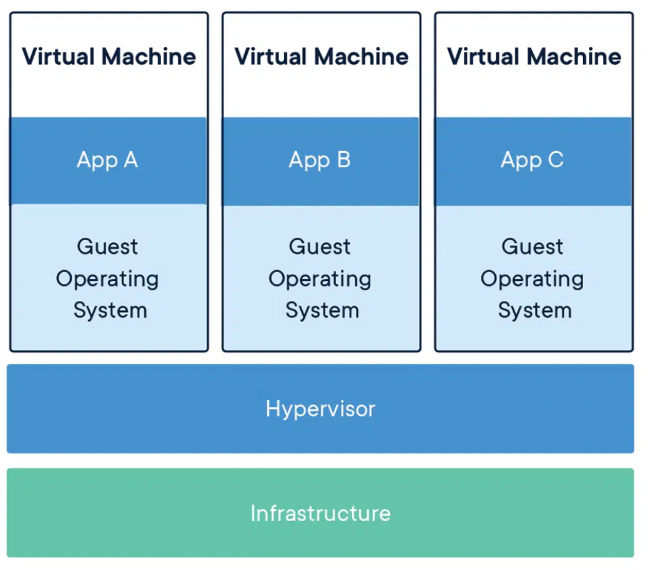 Virtual Machine
Virtual Machine
Virtual Machine
App A
App B
App C
Guest
Operating
System
Guest
Operating
System
Guest
Operating
System
Hypervisor
Infrastructure